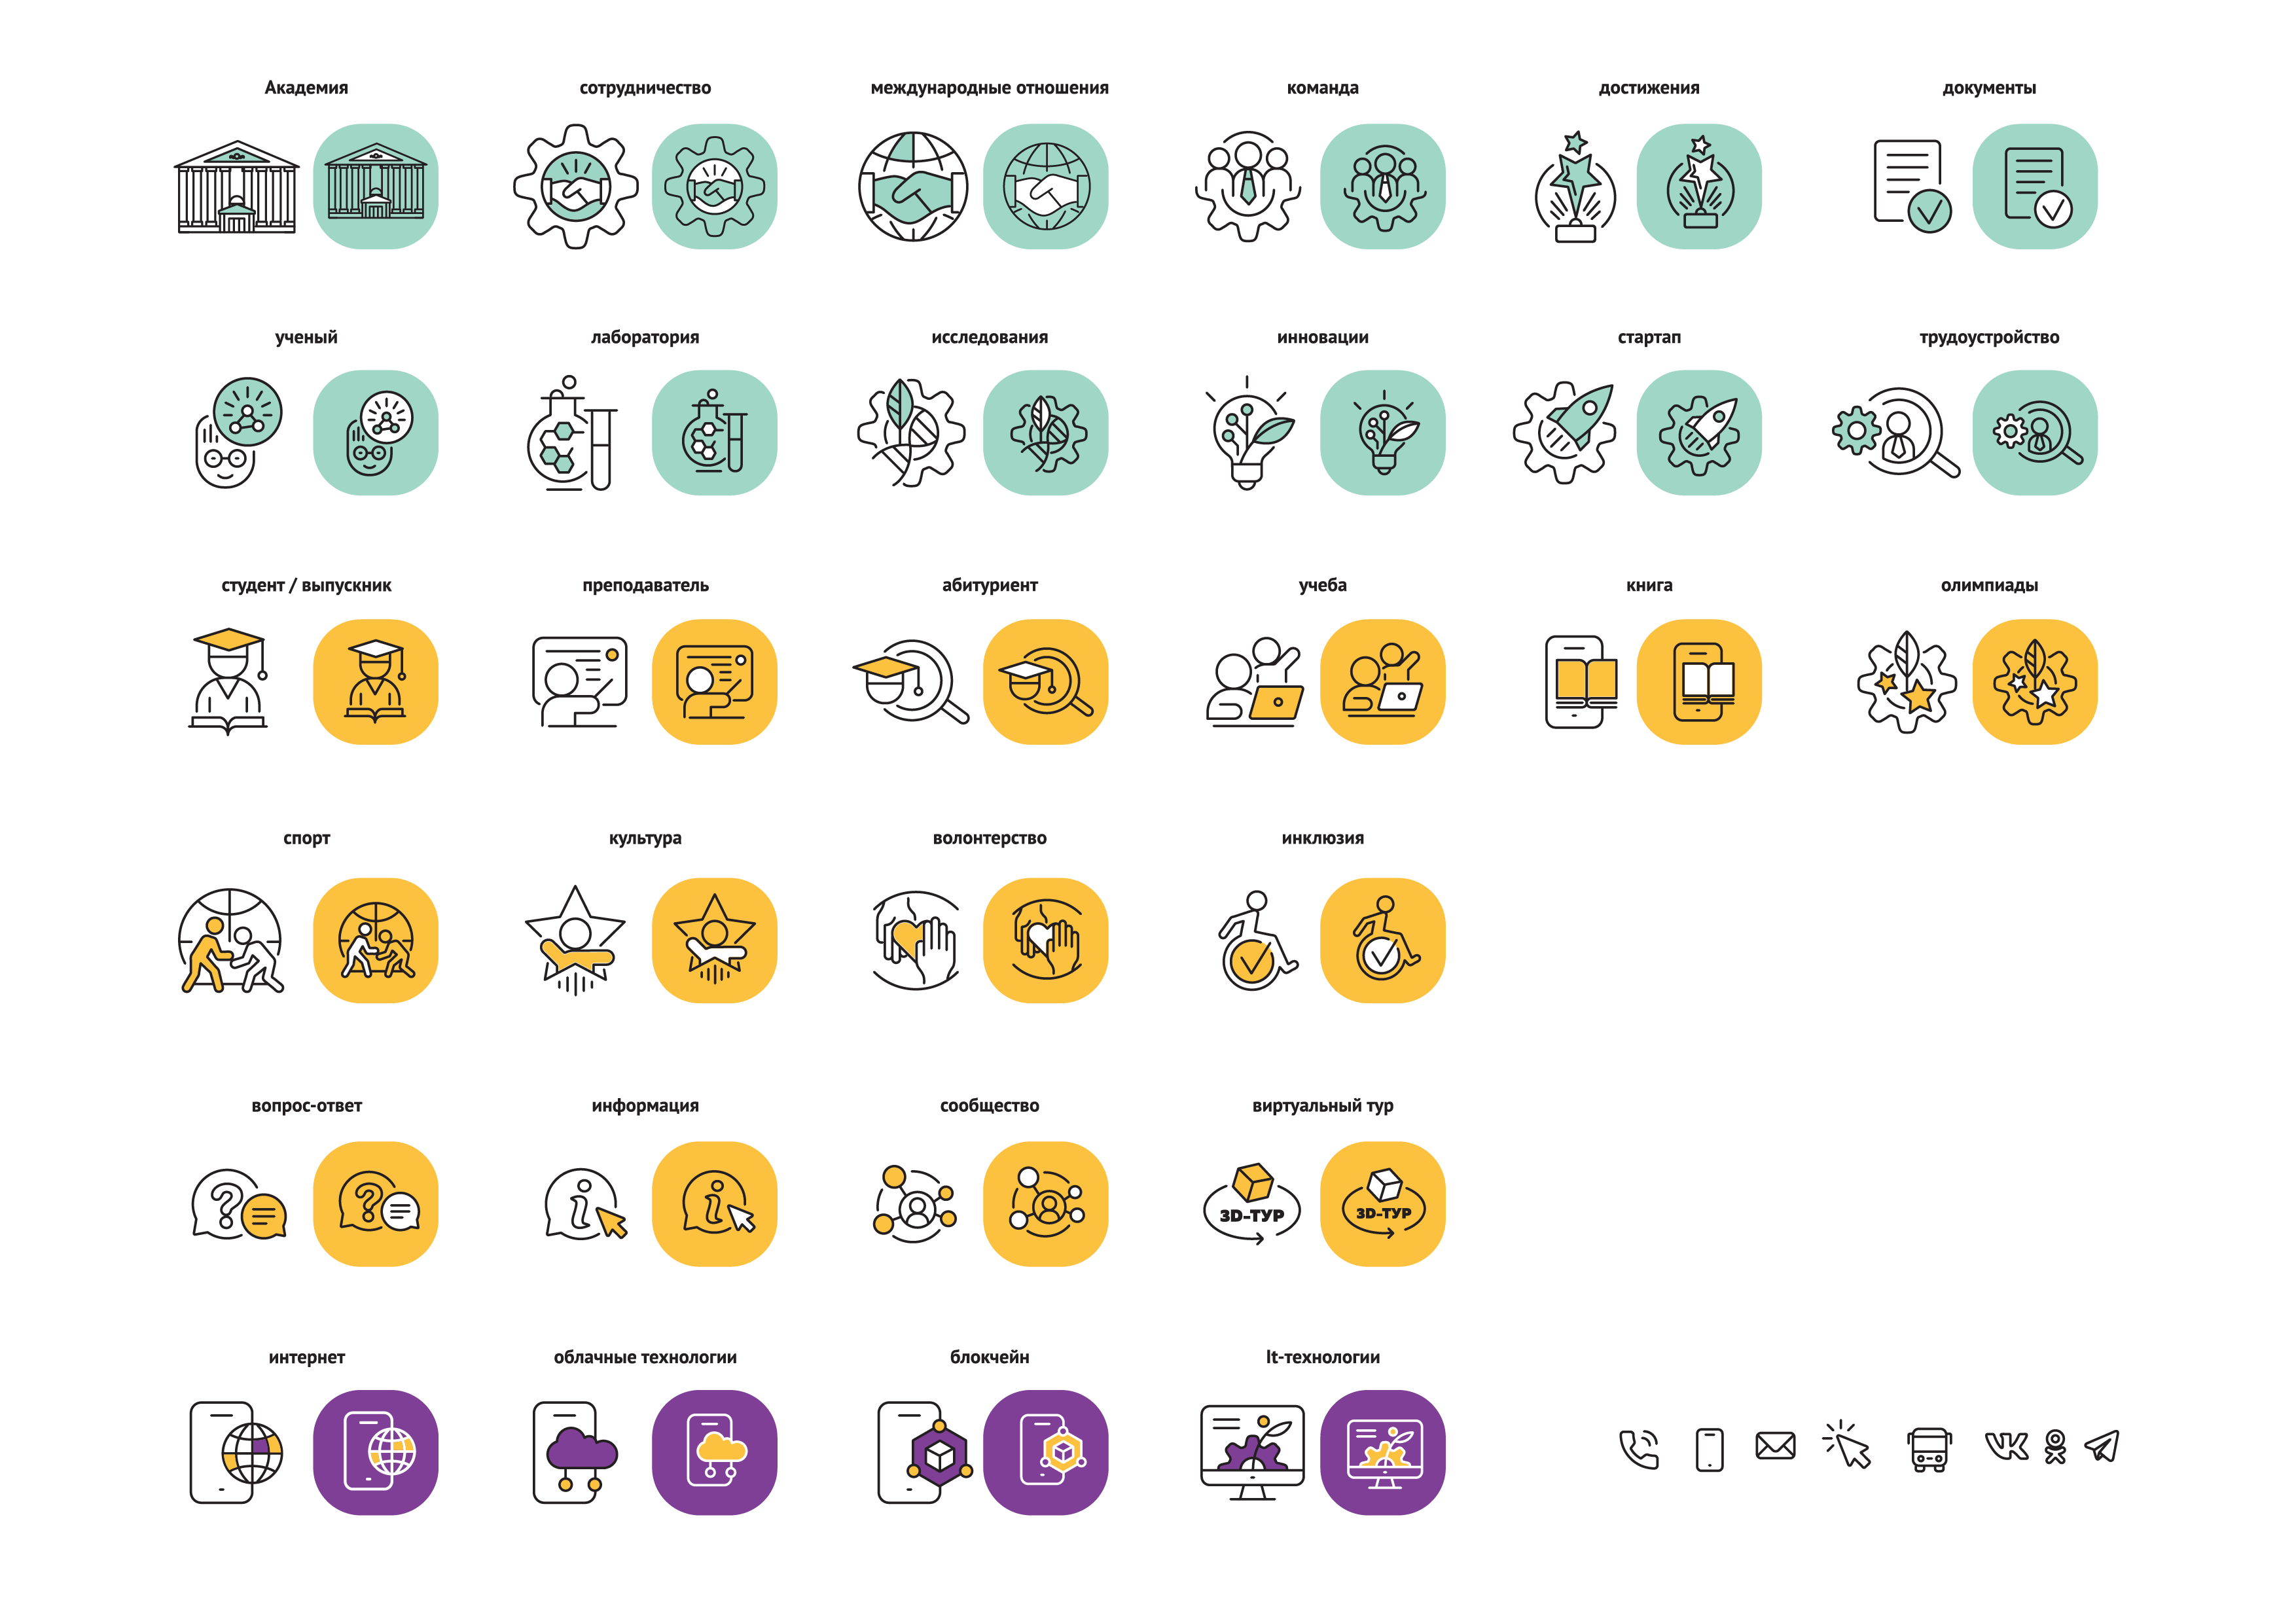 Академия
сотрудничество
международные отношения
команда
достижения
документы
ученый
лаборатория
исследования
инновации
стартап
трудоустройство
студент / выпускник
преподаватель
абитуриент
учеба
книга
олимпиады
спорт
культура
волонтерство
инклюзия
вопрос-ответ
информация
сообщество
виртуальный тур
?
?
i
i
3D-ТУР
3D-ТУР
интернет
облачные технологии
блокчейн
It-технологии